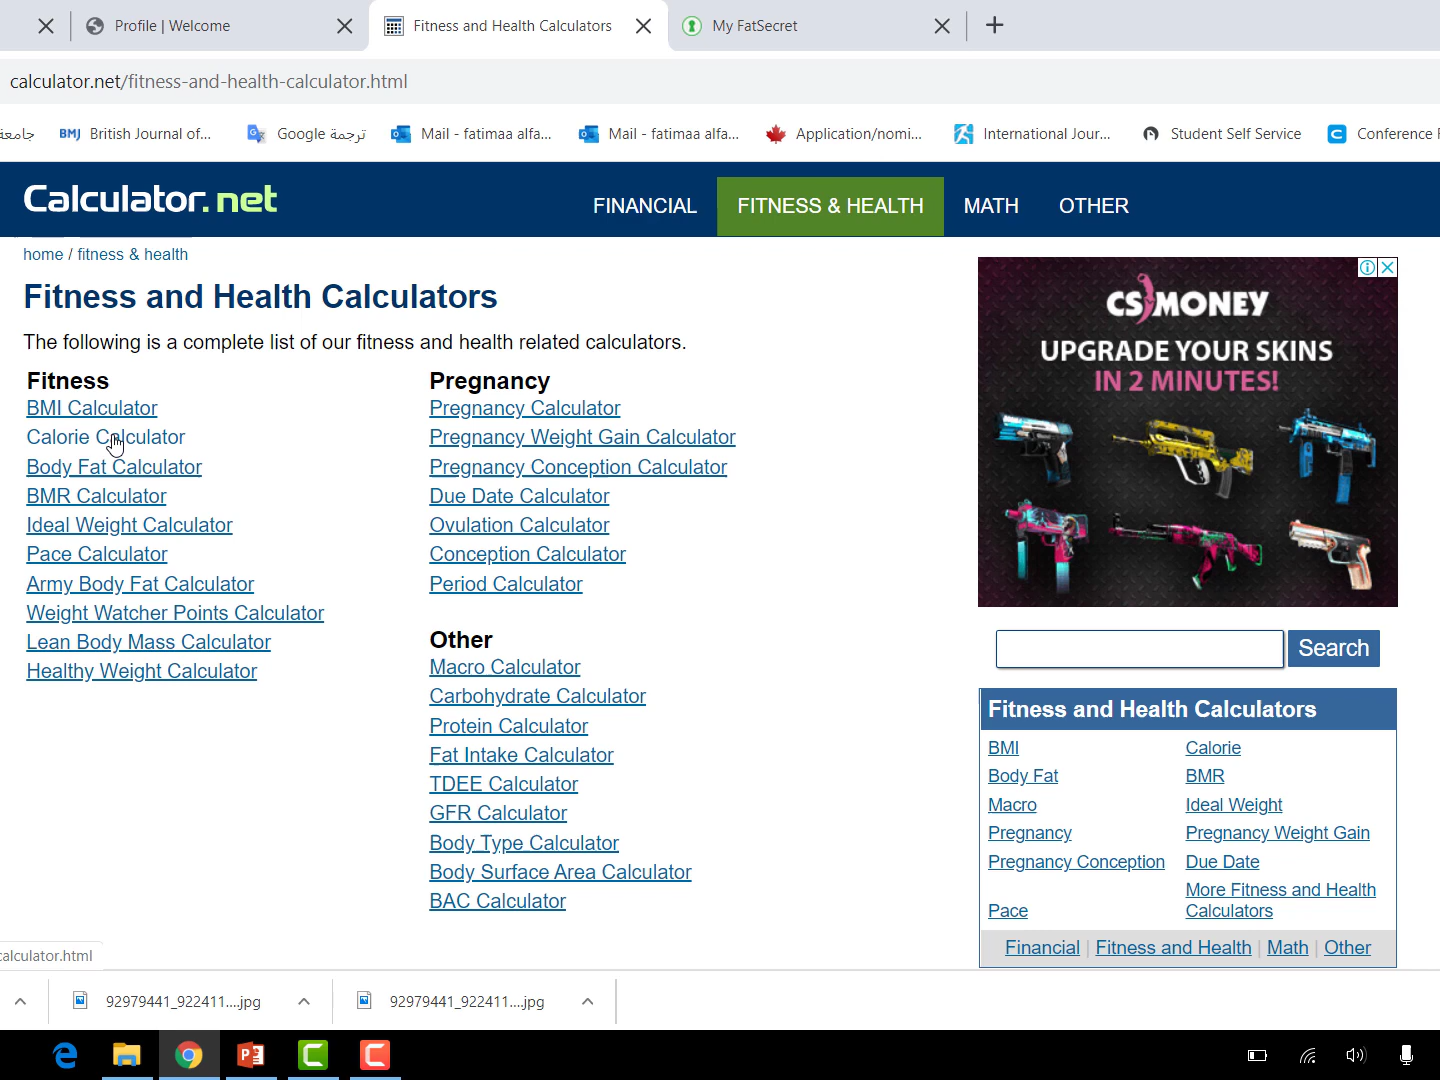 Profile | Welcome
Fitness and Health Calculators
My FatSecret
calculator.net/fitness-and-health-calculator.html
جامعة
BMJ British Journal of...
Google ترجمة
Mail - fatimaa alfa...
Mail - fatimaa alfa...
Application/nomi...
International Jour...
Student Self Service
Conference
Calculator.net
FINANCIAL
FITNESS & HEALTH
MATH
OTHER
home / fitness & health
Fitness and Health Calculators
The following is a complete list of our fitness and health related calculators.
Fitness
BMI Calculator
Calorie Calculator
Body Fat Calculator
BMR Calculator
Ideal Weight Calculator
Pace Calculator
Army Body Fat Calculator
Weight Watcher Points Calculator
Lean Body Mass Calculator
Healthy Weight Calculator
Pregnancy
Pregnancy Calculator
Pregnancy Weight Gain Calculator
Pregnancy Conception Calculator
Due Date Calculator
Ovulation Calculator
Conception Calculator
Period Calculator
Other
Macro Calculator
Carbohydrate Calculator
Protein Calculator
Fat Intake Calculator
TDEE Calculator
GFR Calculator
Body Type Calculator
Body Surface Area Calculator
BAC Calculator
CS MONEY
UPGRADE YOUR SKINS
IN 2 MINUTES!
Search
Fitness and Health Calculators
BMI
Calorie
Body Fat
BMR
Macro
Ideal Weight
Pregnancy
Pregnancy Weight Gain
Pregnancy Conception
Due Date
Pace
More Fitness and Health
Calculators
Financial | Fitness and Health | Math | Other
calculator.html
92979441_922411....jpg
92979441_922411....jpg